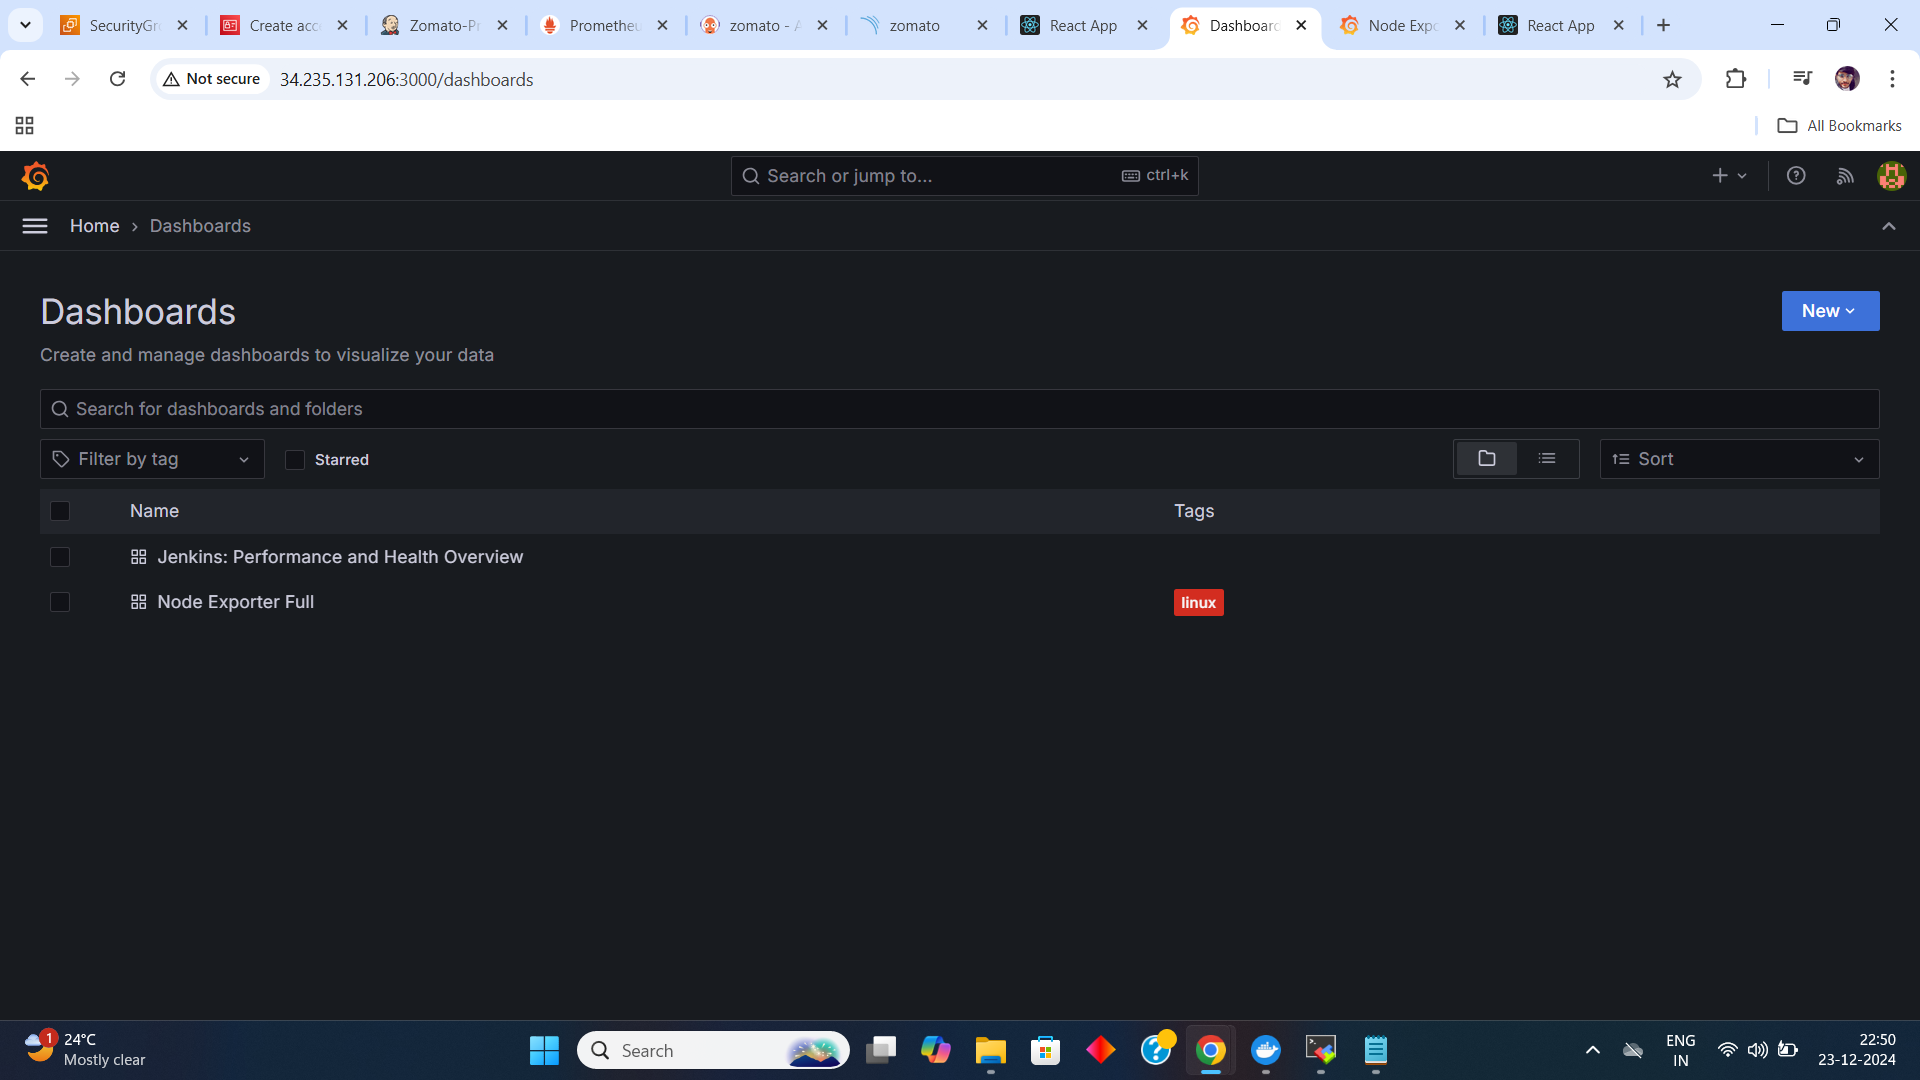 SecurityGro
Create acc
Zomato-Pr
Prometheu
zomato - A
zomato
React App
Dashboard
Node Expo
React App
Not secure
34.235.131.206:3000/dashboards
All Bookmarks
Search or jump to...
ctrl+k
Home › Dashboards
Dashboards
New
Create and manage dashboards to visualize your data
Search for dashboards and folders
Filter by tag
Starred
Sort
Name
Tags
Jenkins: Performance and Health Overview
Node Exporter Full
linux
1
24°C
Mostly clear
Search
ENG
IN
22:50
23-12-2024